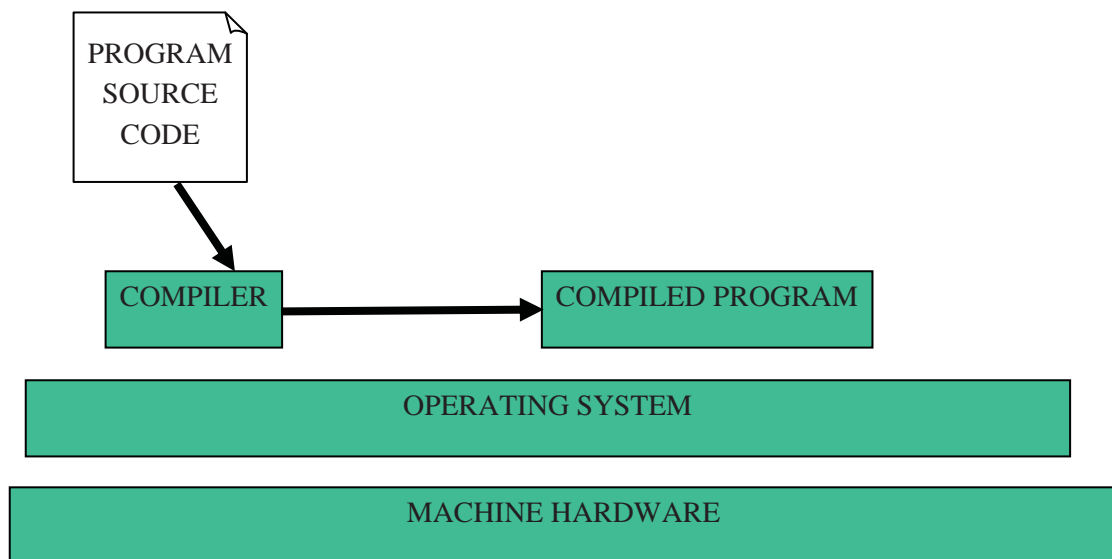 PROGRAM
SOURCE
CODE
COMPILER
COMPILED PROGRAM
OPERATING SYSTEM
MACHINE HARDWARE